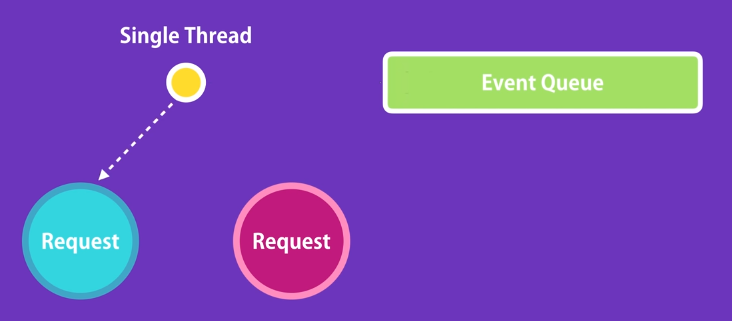 Single Thread
Event Queue
Request
Request